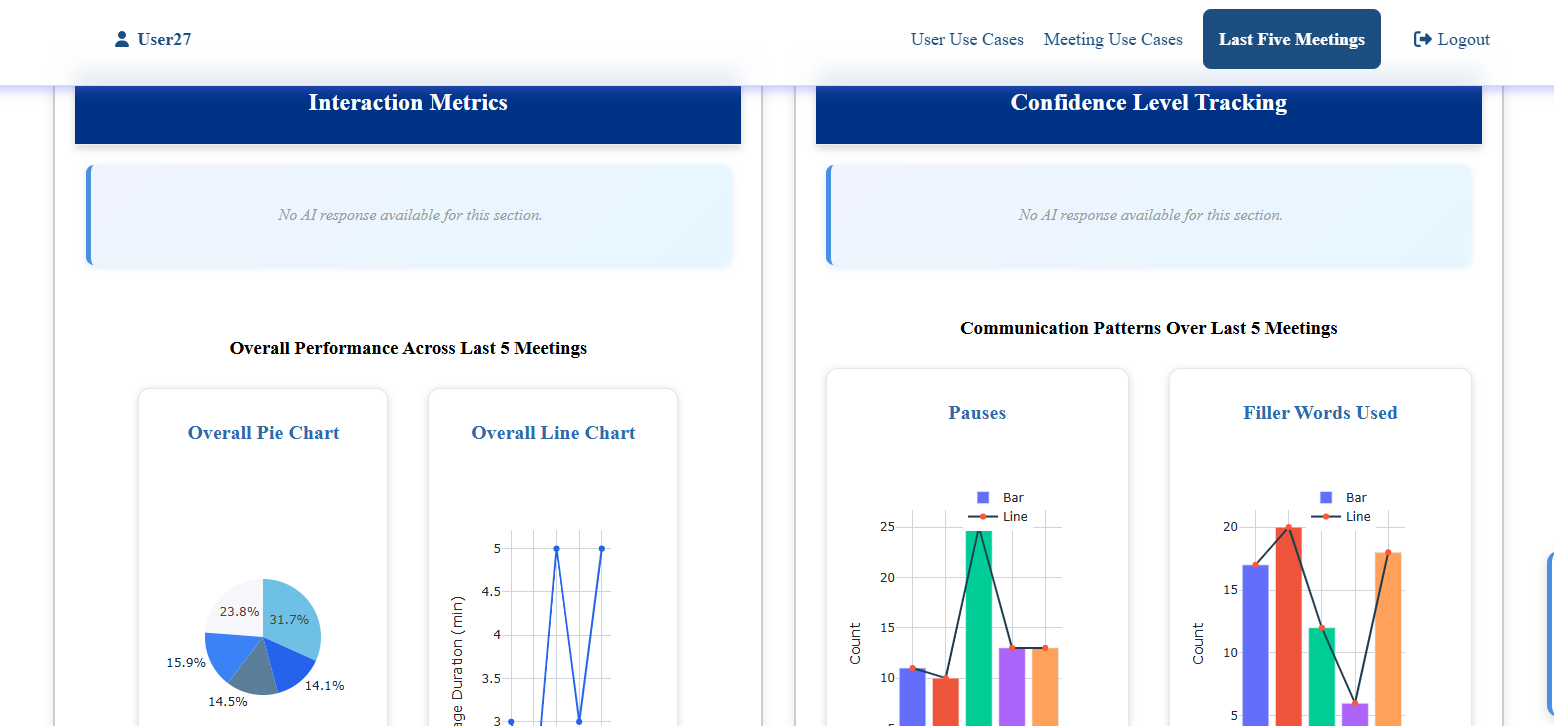 User27
User Use Cases
Meeting Use Cases
Last Five Meetings
Logout
Interaction Metrics
No AI response available for this section.
Overall Performance Across Last 5 Meetings
Overall Pie Chart
23.8%
31.7%
15.9%
14.5%
14.1%
Overall Line Chart
5
4.5
4
3.5
3
age Duration (min)
Confidence Level Tracking
No AI response available for this section.
Communication Patterns Over Last 5 Meetings
Pauses
Bar
Line
25
20
15
10
5
Count
Filler Words Used
Bar
Line
20
15
10
5
Count